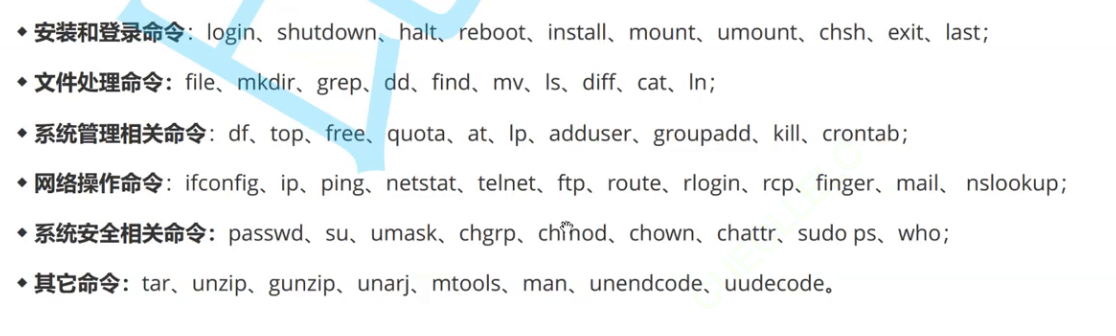 ◆ 安装和登录命令：login、shutdown、halt、reboot、install、mount、umount、chsh、exit、last；
◆ 文件处理命令：file、mkdir、grep、dd、find、mv、ls、diff、cat、ln；
◆ 系统管理相关命令：df、top、free、quota、at、lp、adduser、groupadd、kill、crontab；
◆ 网络操作命令：ifconfig、ip、ping、netstat、telnet、ftp、route、rlogin、rcp、finger、mail、 nslookup；
◆ 系统安全相关命令：passwd、su、umask、chgrp、chmod、chown、chattr、sudo ps、who；
◆ 其它命令：tar、unzip、gunzip、unarj、mtools、man、unendcode、uudecode。